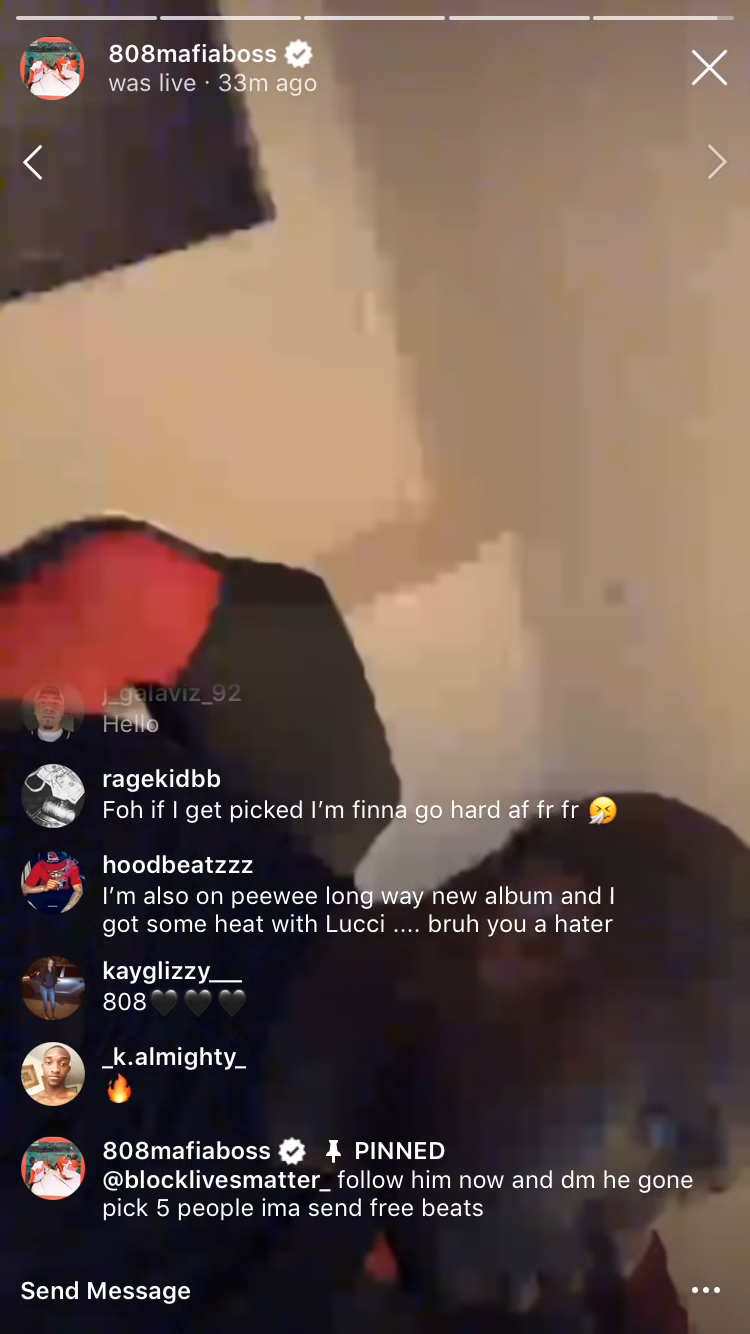 808mafiaboss
was live · 33m ago
j_galaviz_92
Hello
ragekidbb
Foh if I get picked I’m finna go hard af fr fr 🤧
hoodbeatzzz
I’m also on peewee long way new album and I
got some heat with Lucci .... bruh you a hater
kayglizzy___
808🖤🖤🖤
_k.almighty_
🔥
808mafiaboss PINNED
@blocklivesmatter_ follow him now and dm he gone
pick 5 people ima send free beats
Send Message